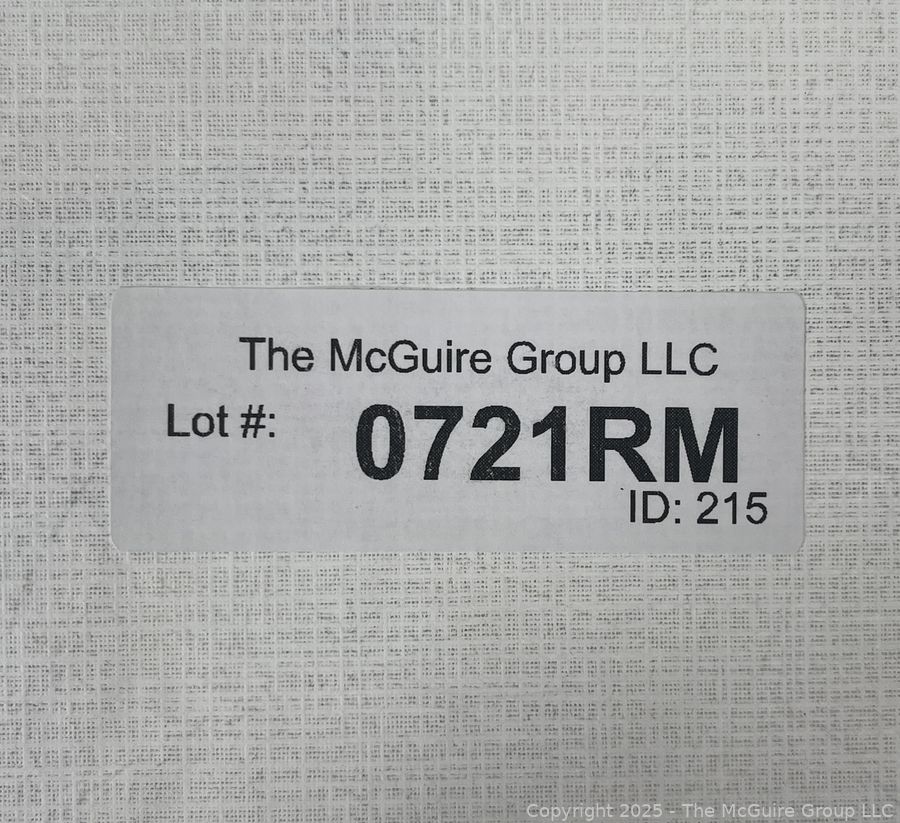 The McGuire Group LLC
Lot #: 0721RM
ID: 215
Copyright 2025 - The McGuire Group LLC